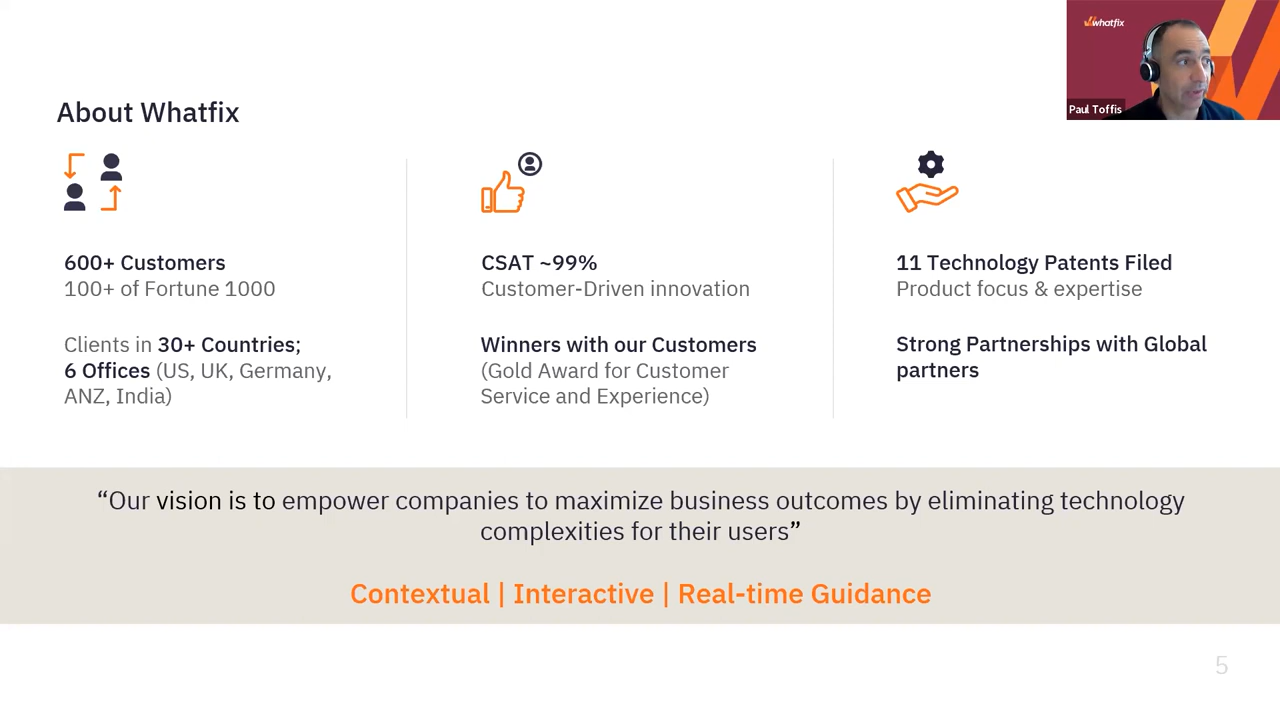 whatfix
Paul Toffis
About Whatfix
600+ Customers
100+ of Fortune 1000
Clients in 30+ Countries;
6 Offices (US, UK, Germany,
ANZ, India)
CSAT ~99%
Customer-Driven innovation
Winners with our Customers
(Gold Award for Customer
Service and Experience)
11 Technology Patents Filed
Product focus & expertise
Strong Partnerships with Global
partners
“Our vision is to empower companies to maximize business outcomes by eliminating technology
complexities for their users”
Contextual | Interactive | Real-time Guidance
5